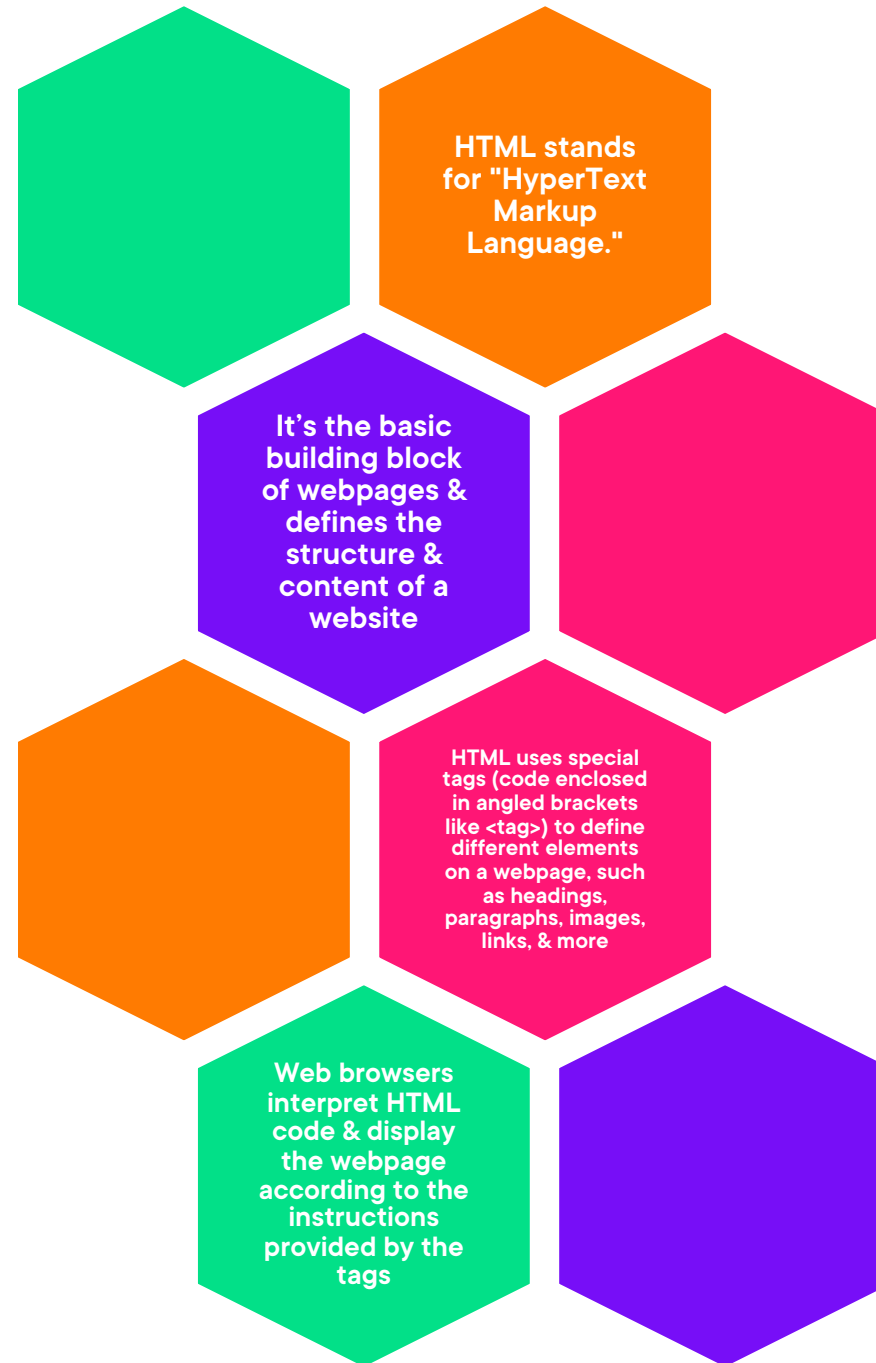 HTML stands
for "HyperText
Markup
Language."
It’s the basic
building block
of webpages &
defines the
structure &
content of a
website
HTML uses special
tags (code enclosed
in angled brackets
like <tag>) to define
different elements
on a webpage, such
as headings,
paragraphs, images,
links, & more
Web browsers
interpret HTML
code & display
the webpage
according to the
instructions
provided by the
tags